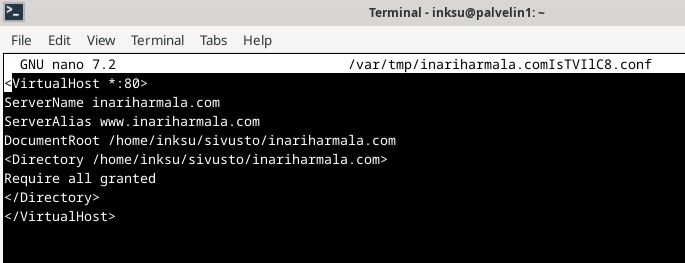 Terminal - inksu@palvelin1: ~
File Edit View Terminal Tabs Help
GNU nano 7.2 /var/tmp/inariharmala.comIsTVIlC8.conf
<VirtualHost *:80>
ServerName inariharmala.com
ServerAlias www.inariharmala.com
DocumentRoot /home/inksu/sivusto/inariharmala.com
<Directory /home/inksu/sivusto/inariharmala.com>
Require all granted
</Directory>
</VirtualHost>